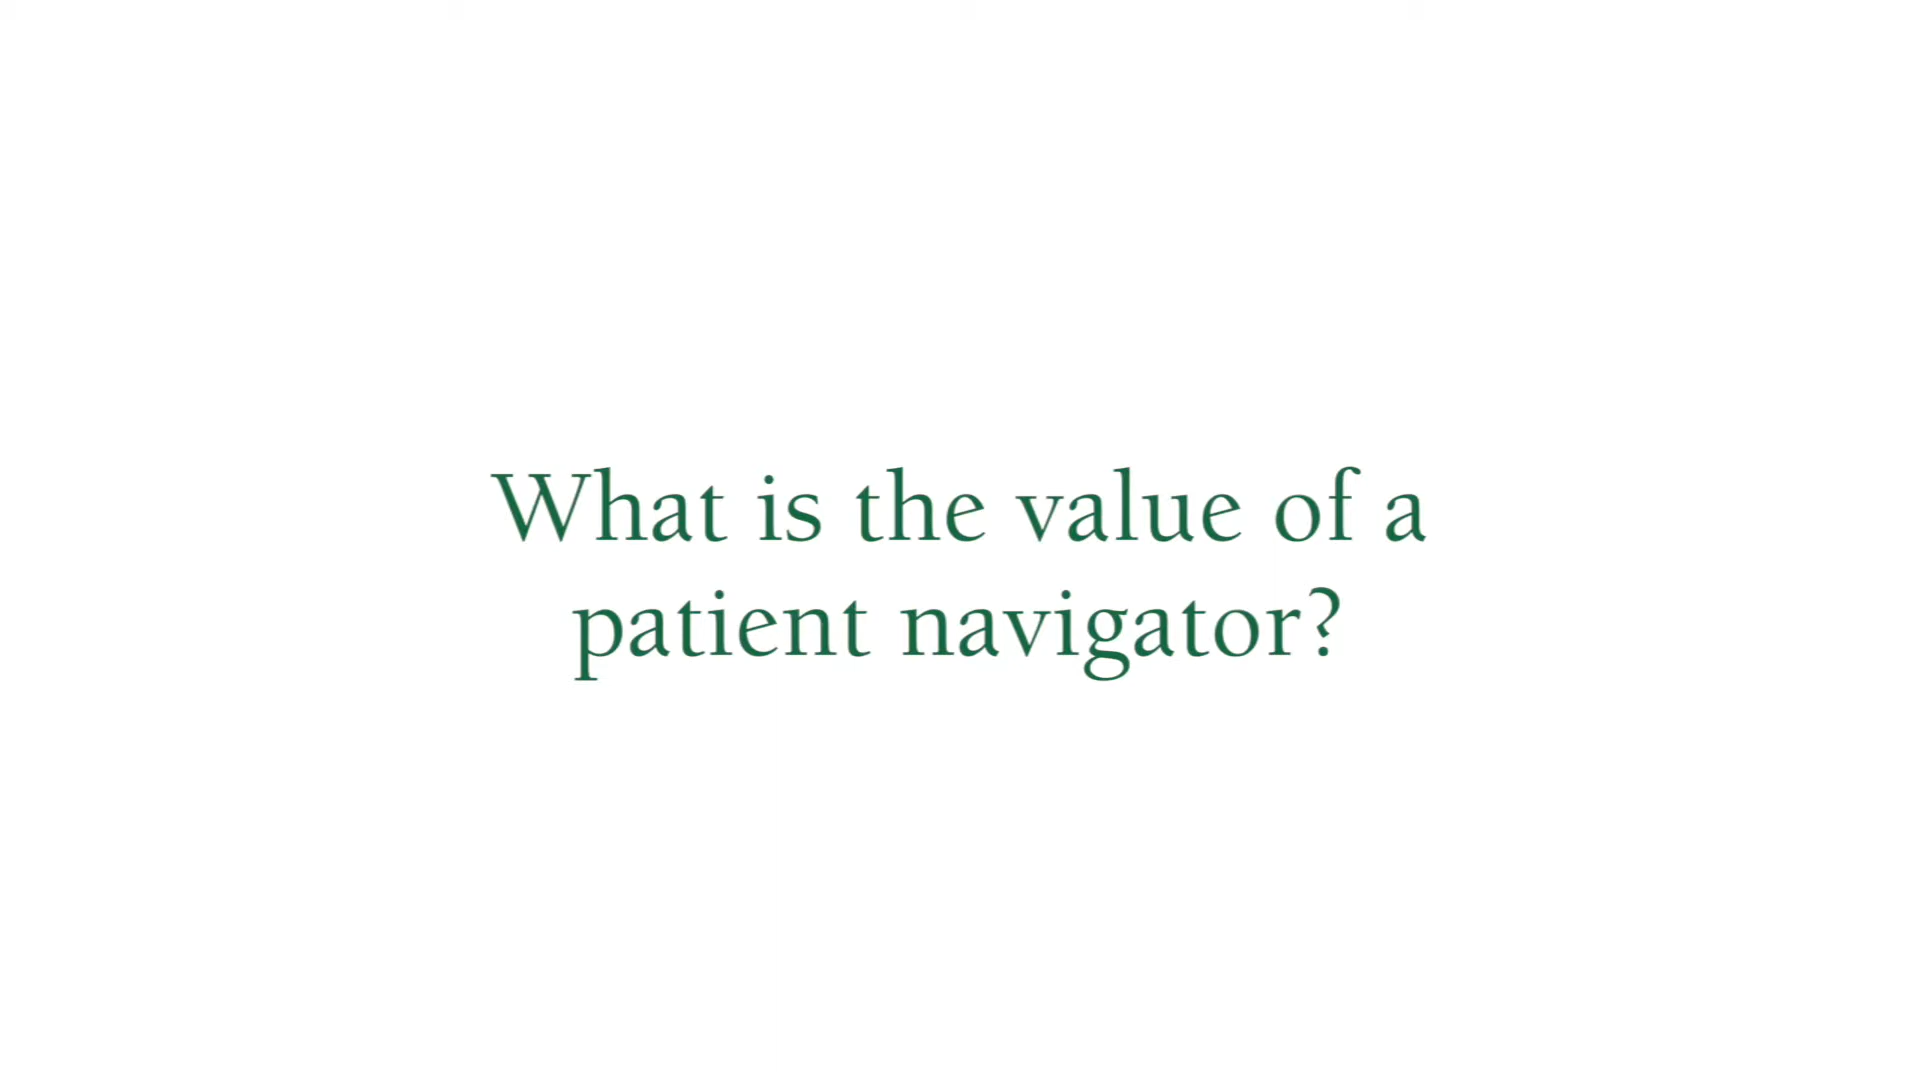 What is the value of a
patient navigator?